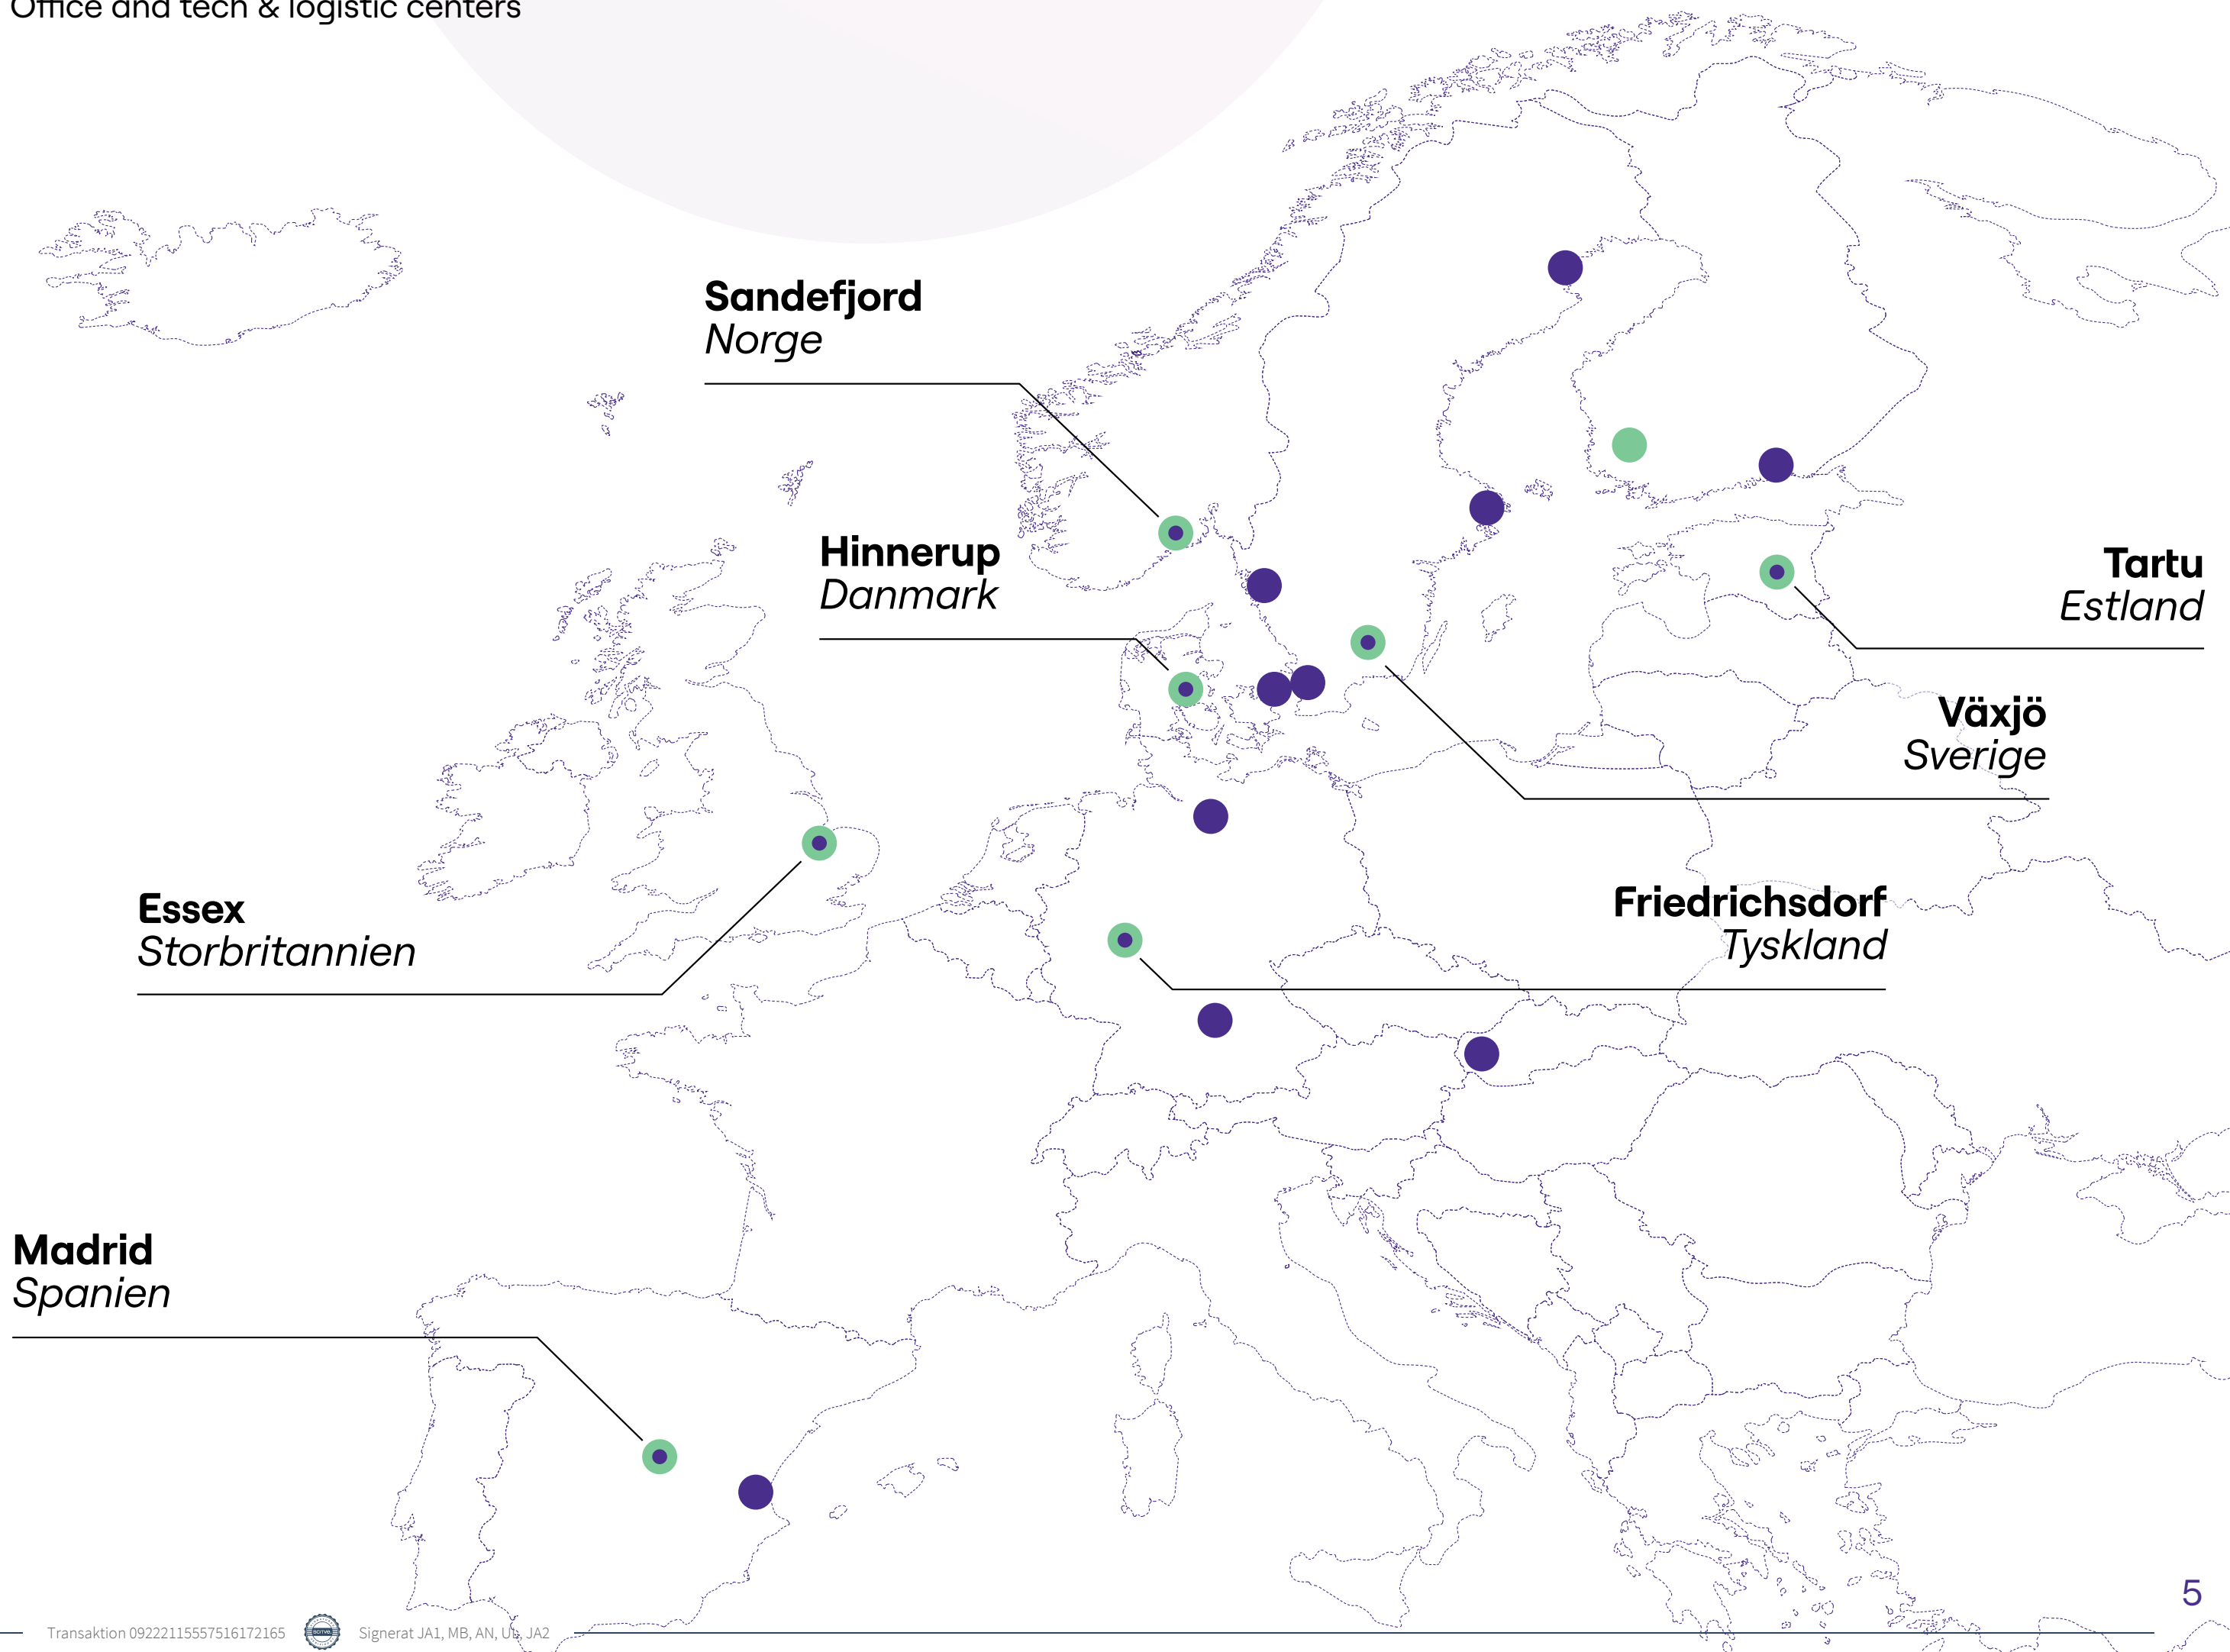 Office and tech & logistic centers
Sandefjord
Norge
Hinnerup
Danmark
Tartu
Estland
Växjö
Sverige
Essex
Storbritannien
Friedrichsdorf
Tyskland
Madrid
Spanien
5
Transaktion 09222115557516172165
Signerat JA1, MB, AN, UL, JA2